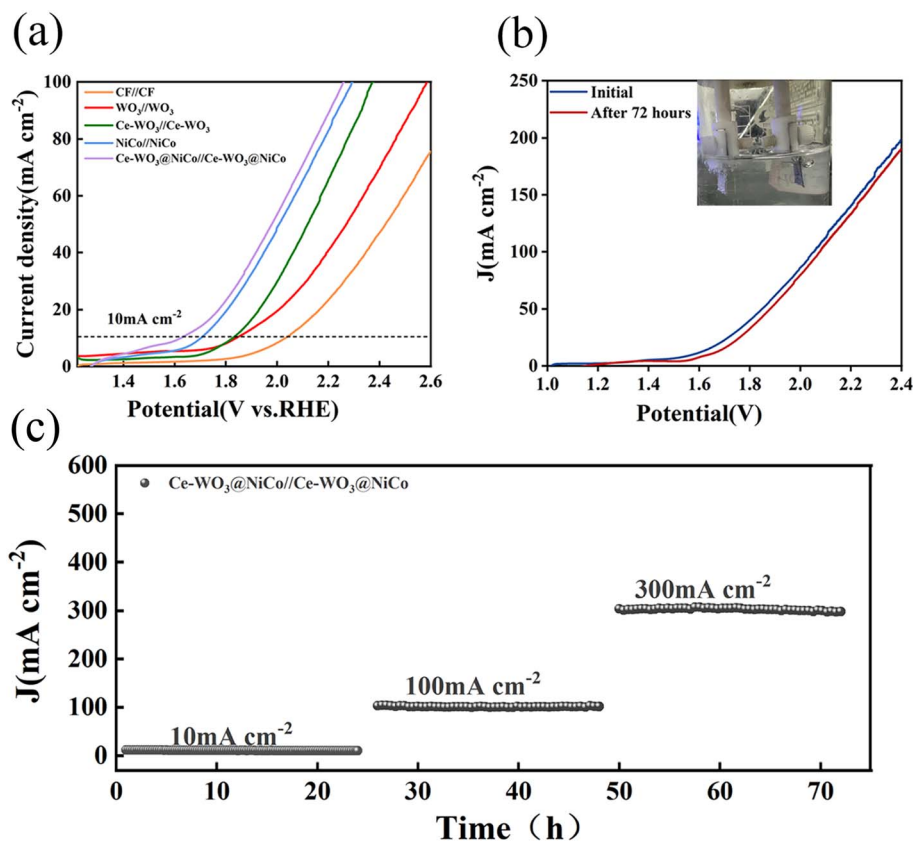 (a)
Current density(mA cm⁻²)
100
80
60
40
20
0
CF//CF
WO₃//WO₃
Ce-WO₃//Ce-WO₃
NiCo//NiCo
Ce-WO₃@NiCo//Ce-WO₃@NiCo
10mA cm⁻²
1.4 1.6 1.8 2.0 2.2 2.4 2.6
Potential(V vs.RHE)
(b)
J(mA cm⁻²)
250
200
150
100
50
0
Initial
After 72 hours
1.0 1.2 1.4 1.6 1.8 2.0 2.2 2.4
Potential(V)
(c)
J(mA cm⁻²)
600
500
400
300
200
100
0
Ce-WO₃@NiCo//Ce-WO₃@NiCo
300mA cm⁻²
100mA cm⁻²
10mA cm⁻²
0 10 20 30 40 50 60 70
Time（h）